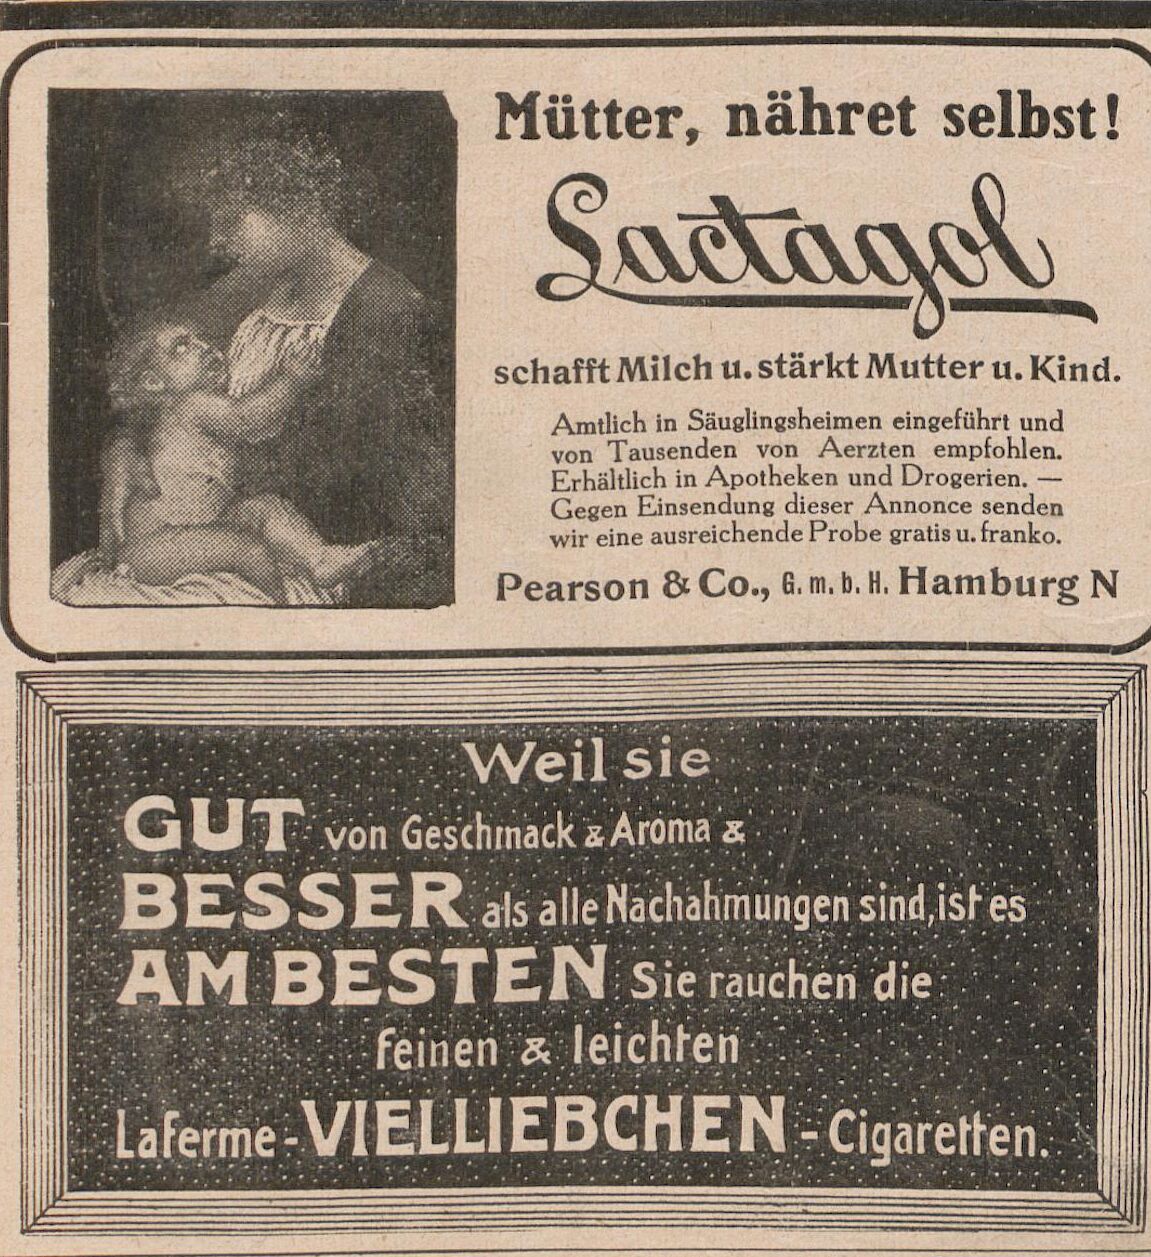 Mütter, nähret selbst!
Lactagol
schafft Milch u. stärkt Mutter u. Kind.
Amtlich in Säuglingsheimen eingeführt und
von Tausenden von Aerzten empfohlen.
Erhältlich in Apotheken und Drogerien. —
Gegen Einsendung dieser Annonce senden
wir eine ausreichende Probe gratis u. franko.
Pearson & Co., G. m. b. H. Hamburg N
Weil sie
GUT von Geschmack & Aroma &
BESSER als alle Nachahmungen sind, ist es
AM BESTEN Sie rauchen die
feinen & leichten
Laferme-VIELLIEBCHEN-Cigaretten.